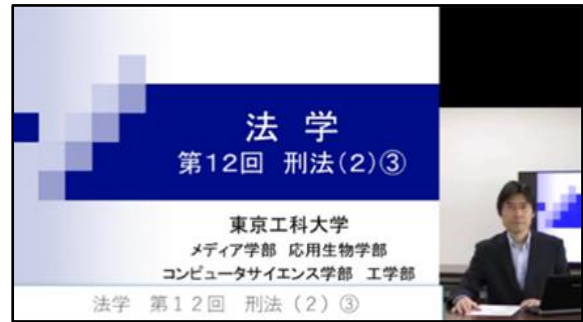 法 学
第12回 刑法(2)③
東京工科大学
メディア学部 応用生物学部
コンピュータサイエンス学部 工学部
法学 第12回 刑法(2)③